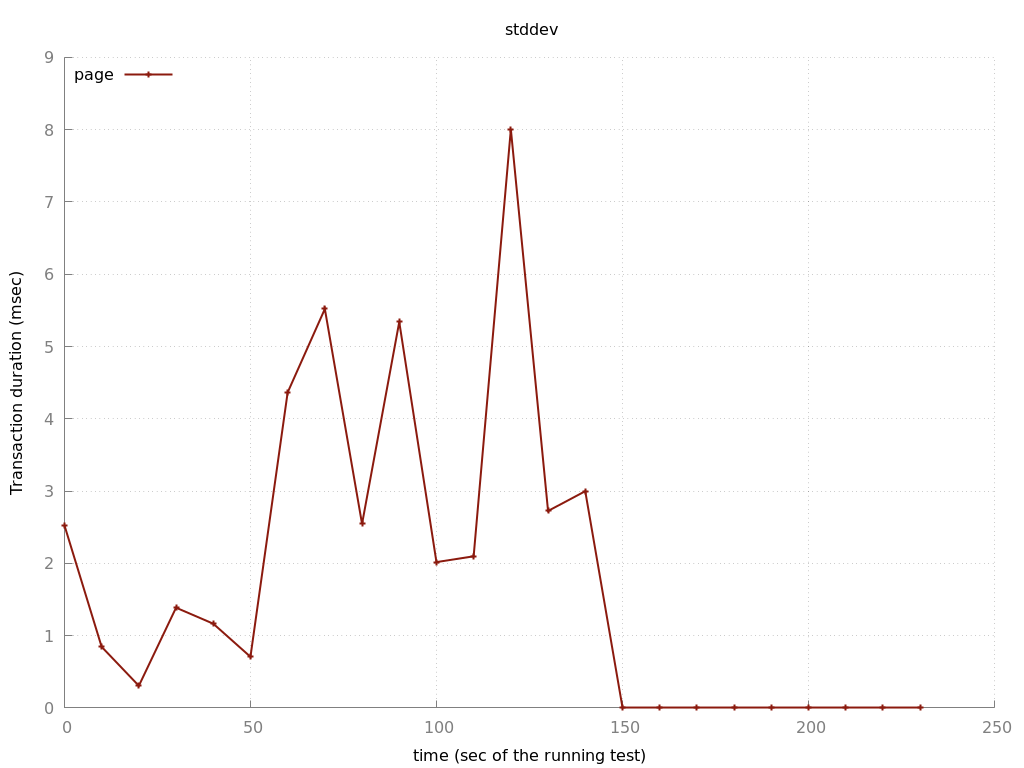 stddev
page
9
8
7
6
5
4
3
2
1
0
Transaction duration (msec)
0 50 100 150 200 250
time (sec of the running test)